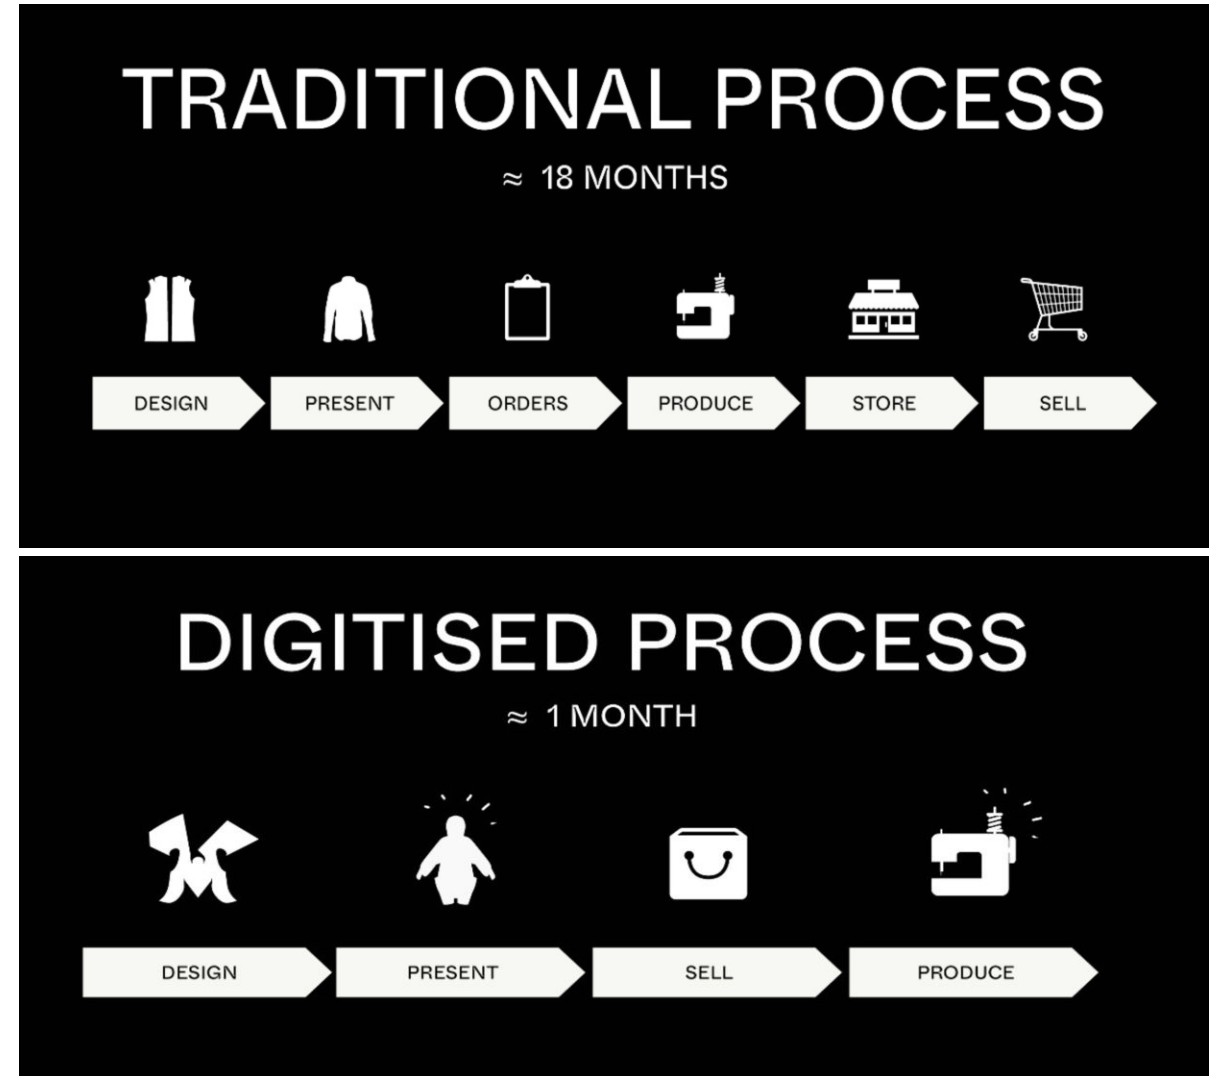 TRADITIONAL PROCESS
≈ 18 MONTHS
DESIGN PRESENT ORDERS PRODUCE STORE SELL
DIGITISED PROCESS
≈ 1 MONTH
DESIGN PRESENT SELL PRODUCE